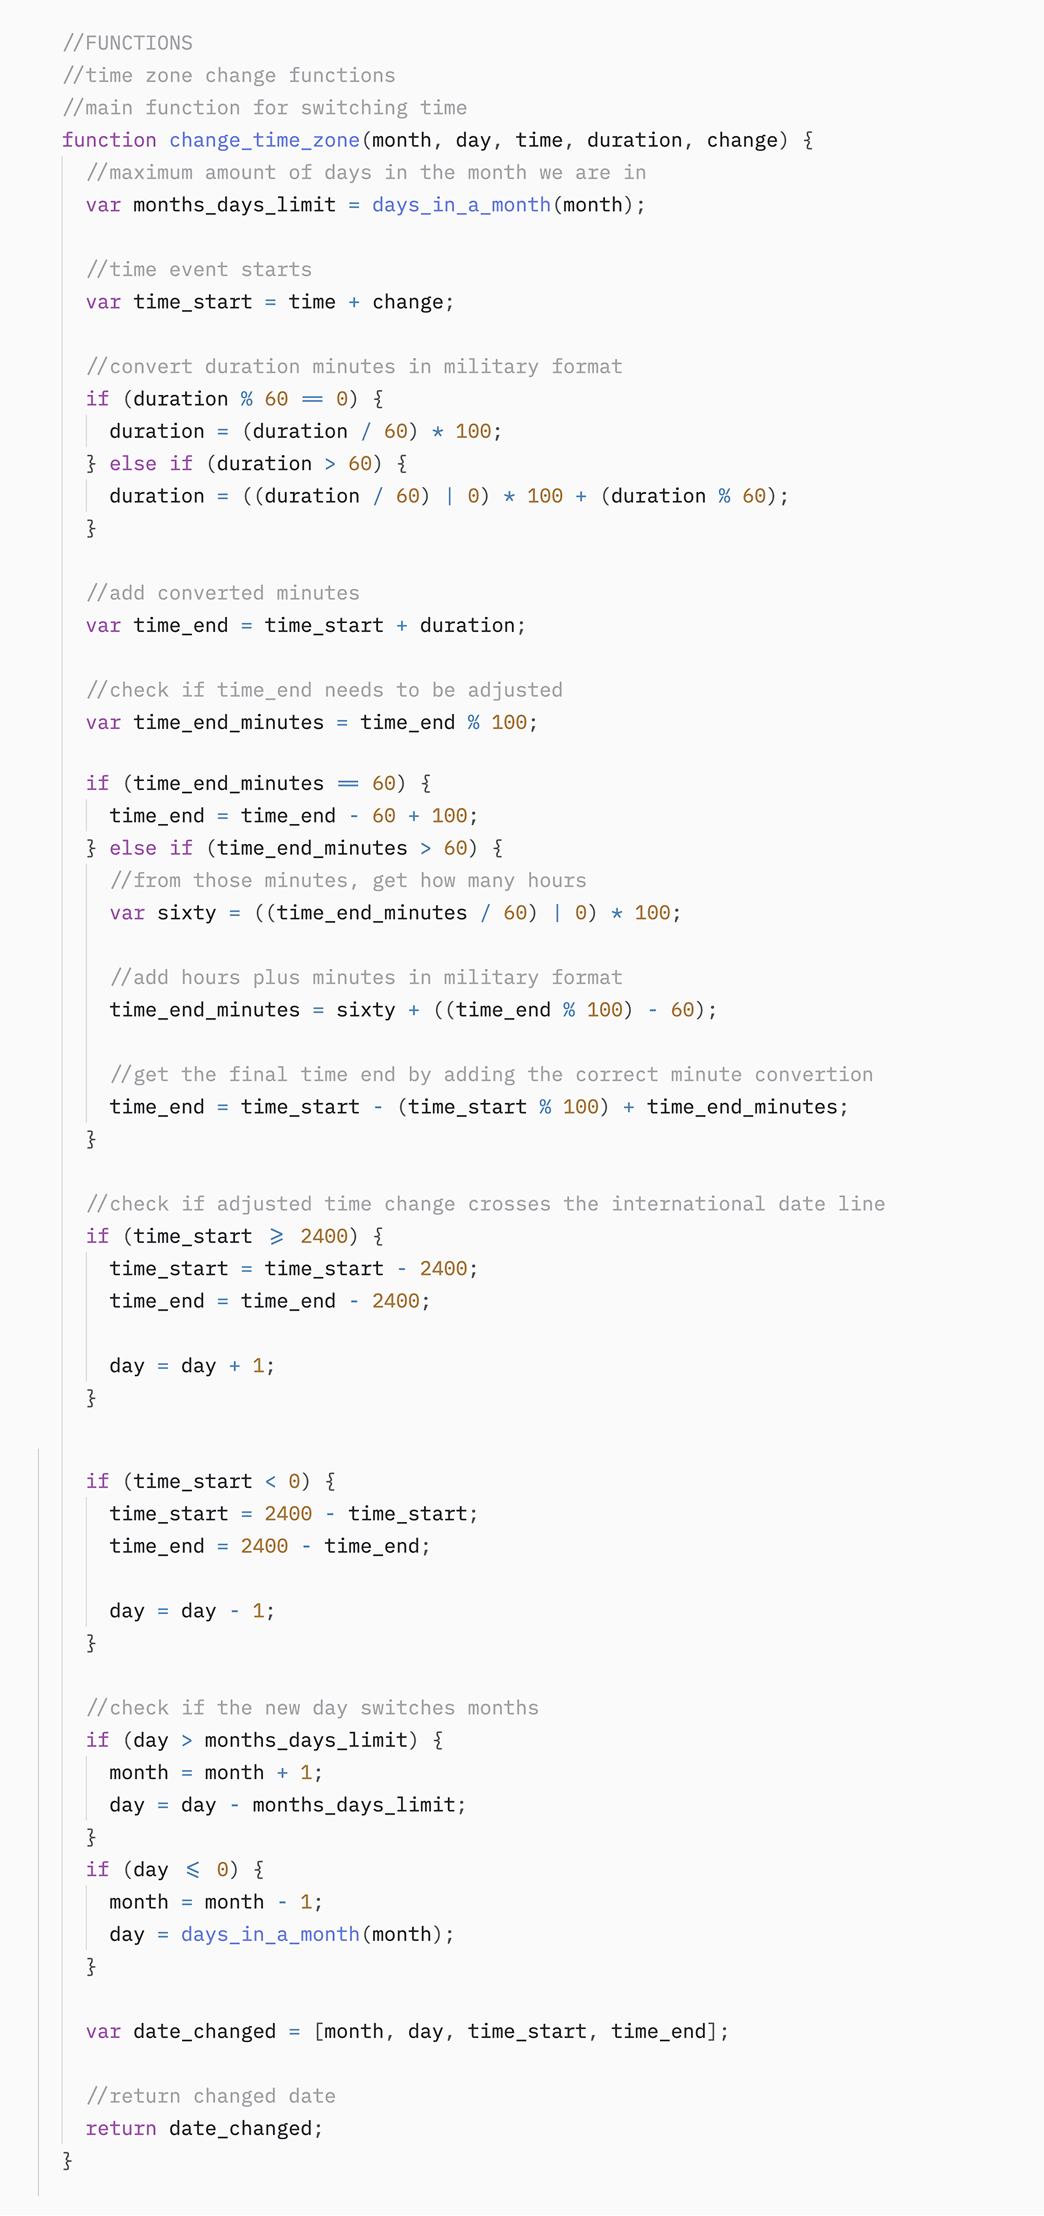 //FUNCTIONS
//time zone change functions
//main function for switching time
function change_time_zone(month, day, time, duration, change) {
//maximum amount of days in the month we are in
var months_days_limit = days_in_a_month(month);
//time event starts
var time_start = time + change;
//convert duration minutes in military format
if (duration % 60 == 0) {
duration = (duration / 60) * 100;
} else if (duration > 60) {
duration = ((duration / 60) | 0) * 100 + (duration % 60);
}
//add converted minutes
var time_end = time_start + duration;
//check if time_end needs to be adjusted
var time_end_minutes = time_end % 100;
if (time_end_minutes == 60) {
time_end = time_end - 60 + 100;
} else if (time_end_minutes > 60) {
//from those minutes, get how many hours
var sixty = ((time_end_minutes / 60) | 0) * 100;
//add hours plus minutes in military format
time_end_minutes = sixty + ((time_end % 100) - 60);
//get the final time end by adding the correct minute convertion
time_end = time_start - (time_start % 100) + time_end_minutes;
}
//check if adjusted time change crosses the international date line
if (time_start ⩾ 2400) {
time_start = time_start - 2400;
time_end = time_end - 2400;
day = day + 1;
}
if (time_start < 0) {
time_start = 2400 - time_start;
time_end = 2400 - time_end;
day = day - 1;
}
//check if the new day switches months
if (day > months_days_limit) {
month = month + 1;
day = day - months_days_limit;
}
if (day ⩽ 0) {
month = month - 1;
day = days_in_a_month(month);
}
var date_changed = [month, day, time_start, time_end];
//return changed date
return date_changed;
}